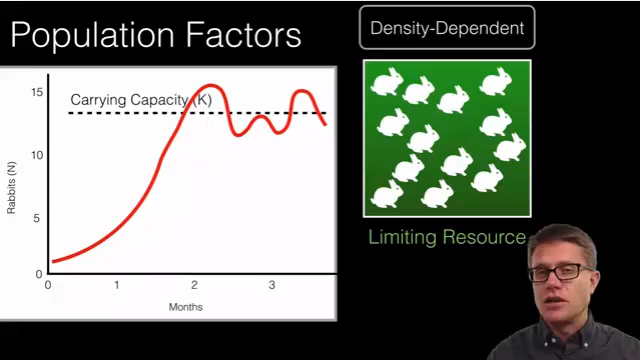 Population Factors
Density-Dependent
Carrying Capacity (K)
15
10
5
0
Rabbits (N)
0 1 2 3
Months
Limiting Resource